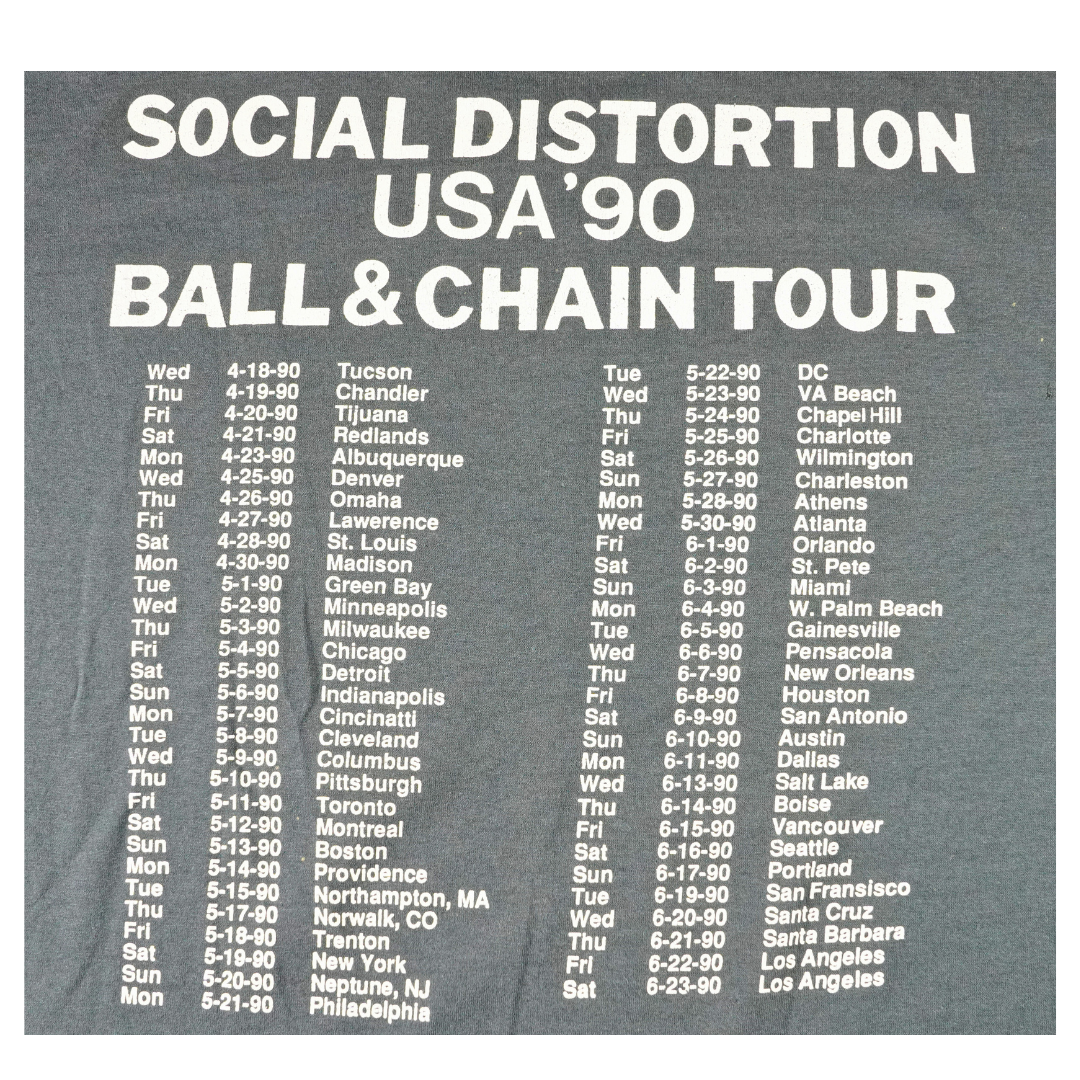 SOCIAL DISTORTION
USA '90
BALL & CHAIN TOUR
Wed 4-18-90 Tucson
Thu 4-19-90 Chandler
Fri 4-20-90 Tijuana
Sat 4-21-90 Redlands
Mon 4-23-90 Albuquerque
Wed 4-25-90 Denver
Thu 4-26-90 Omaha
Fri 4-27-90 Lawerence
Sat 4-28-90 St. Louis
Mon 4-30-90 Madison
Tue 5-1-90 Green Bay
Wed 5-2-90 Minneapolis
Thu 5-3-90 Milwaukee
Fri 5-4-90 Chicago
Sat 5-5-90 Detroit
Sun 5-6-90 Indianapolis
Mon 5-7-90 Cincinatti
Tue 5-8-90 Cleveland
Wed 5-9-90 Columbus
Thu 5-10-90 Pittsburgh
Fri 5-11-90 Toronto
Sat 5-12-90 Montreal
Sun 5-13-90 Boston
Mon 5-14-90 Providence
Tue 5-15-90 Northampton, MA
Thu 5-17-90 Norwalk, CO
Fri 5-18-90 Trenton
Sat 5-19-90 New York
Sun 5-20-90 Neptune, NJ
Mon 5-21-90 Philadelphia
Tue 5-22-90 DC
Wed 5-23-90 VA Beach
Thu 5-24-90 Chapel Hill
Fri 5-25-90 Charlotte
Sat 5-26-90 Wilmington
Sun 5-27-90 Charleston
Mon 5-28-90 Athens
Wed 5-30-90 Atlanta
Fri 6-1-90 Orlando
Sat 6-2-90 St. Pete
Sun 6-3-90 Miami
Mon 6-4-90 W. Palm Beach
Tue 6-5-90 Gainesville
Wed 6-6-90 Pensacola
Thu 6-7-90 New Orleans
Fri 6-8-90 Houston
Sat 6-9-90 San Antonio
Sun 6-10-90 Austin
Mon 6-11-90 Dallas
Wed 6-13-90 Salt Lake
Thu 6-14-90 Boise
Fri 6-15-90 Vancouver
Sat 6-16-90 Seattle
Sun 6-17-90 Portland
Tue 6-19-90 San Fransisco
Wed 6-20-90 Santa Cruz
Thu 6-21-90 Santa Barbara
Fri 6-22-90 Los Angeles
Sat 6-23-90 Los Angeles